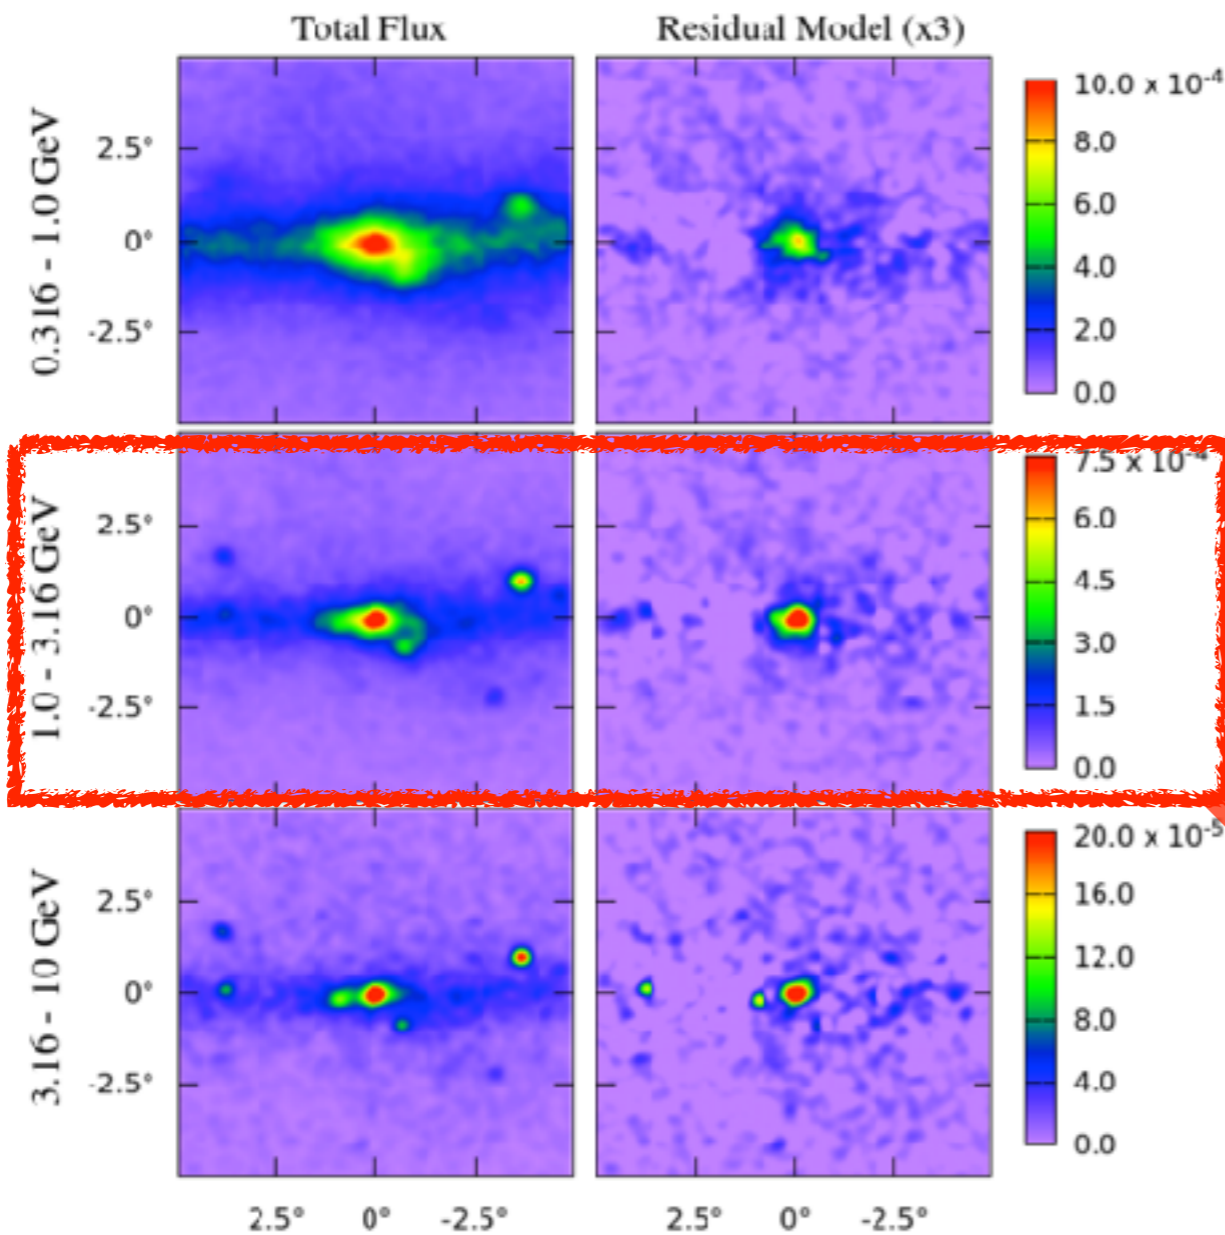 Total Flux
Residual Model (x3)
0.316 - 1.0 GeV
2.5°
0°
-2.5°
10.0 x 10⁻⁴
8.0
6.0
4.0
2.0
0.0
1.0 - 3.16 GeV
2.5°
0°
-2.5°
7.5 x 10⁻⁴
6.0
4.5
3.0
1.5
0.0
3.16 - 10 GeV
2.5°
0°
-2.5°
20.0 x 10⁻⁵
16.0
12.0
8.0
4.0
0.0
2.5° 0° -2.5°
2.5° 0° -2.5°